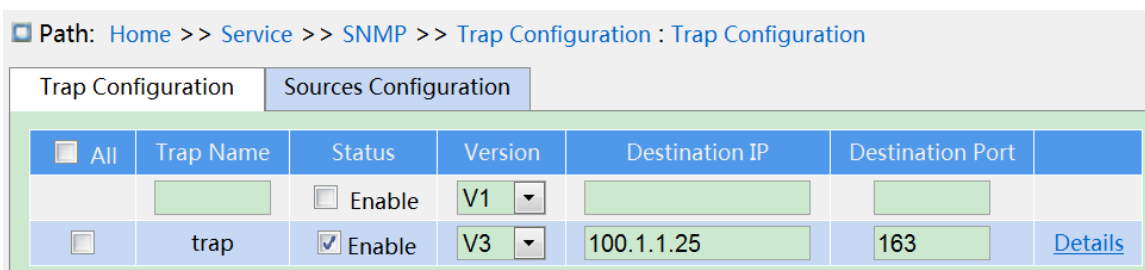 Path: Home >> Service >> SNMP >> Trap Configuration : Trap Configuration
Trap Configuration Sources Configuration
All Trap Name Status Version Destination IP Destination Port
Enable V1
trap Enable V3 100.1.1.25 163 Details